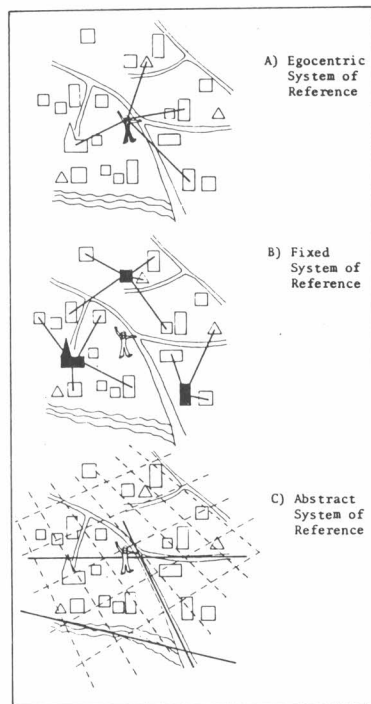 A) Egocentric
System of
Reference
B) Fixed
System of
Reference
C) Abstract
System of
Reference